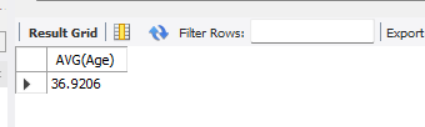 Result Grid Filter Rows: Export
AVG(Age)
36.9206